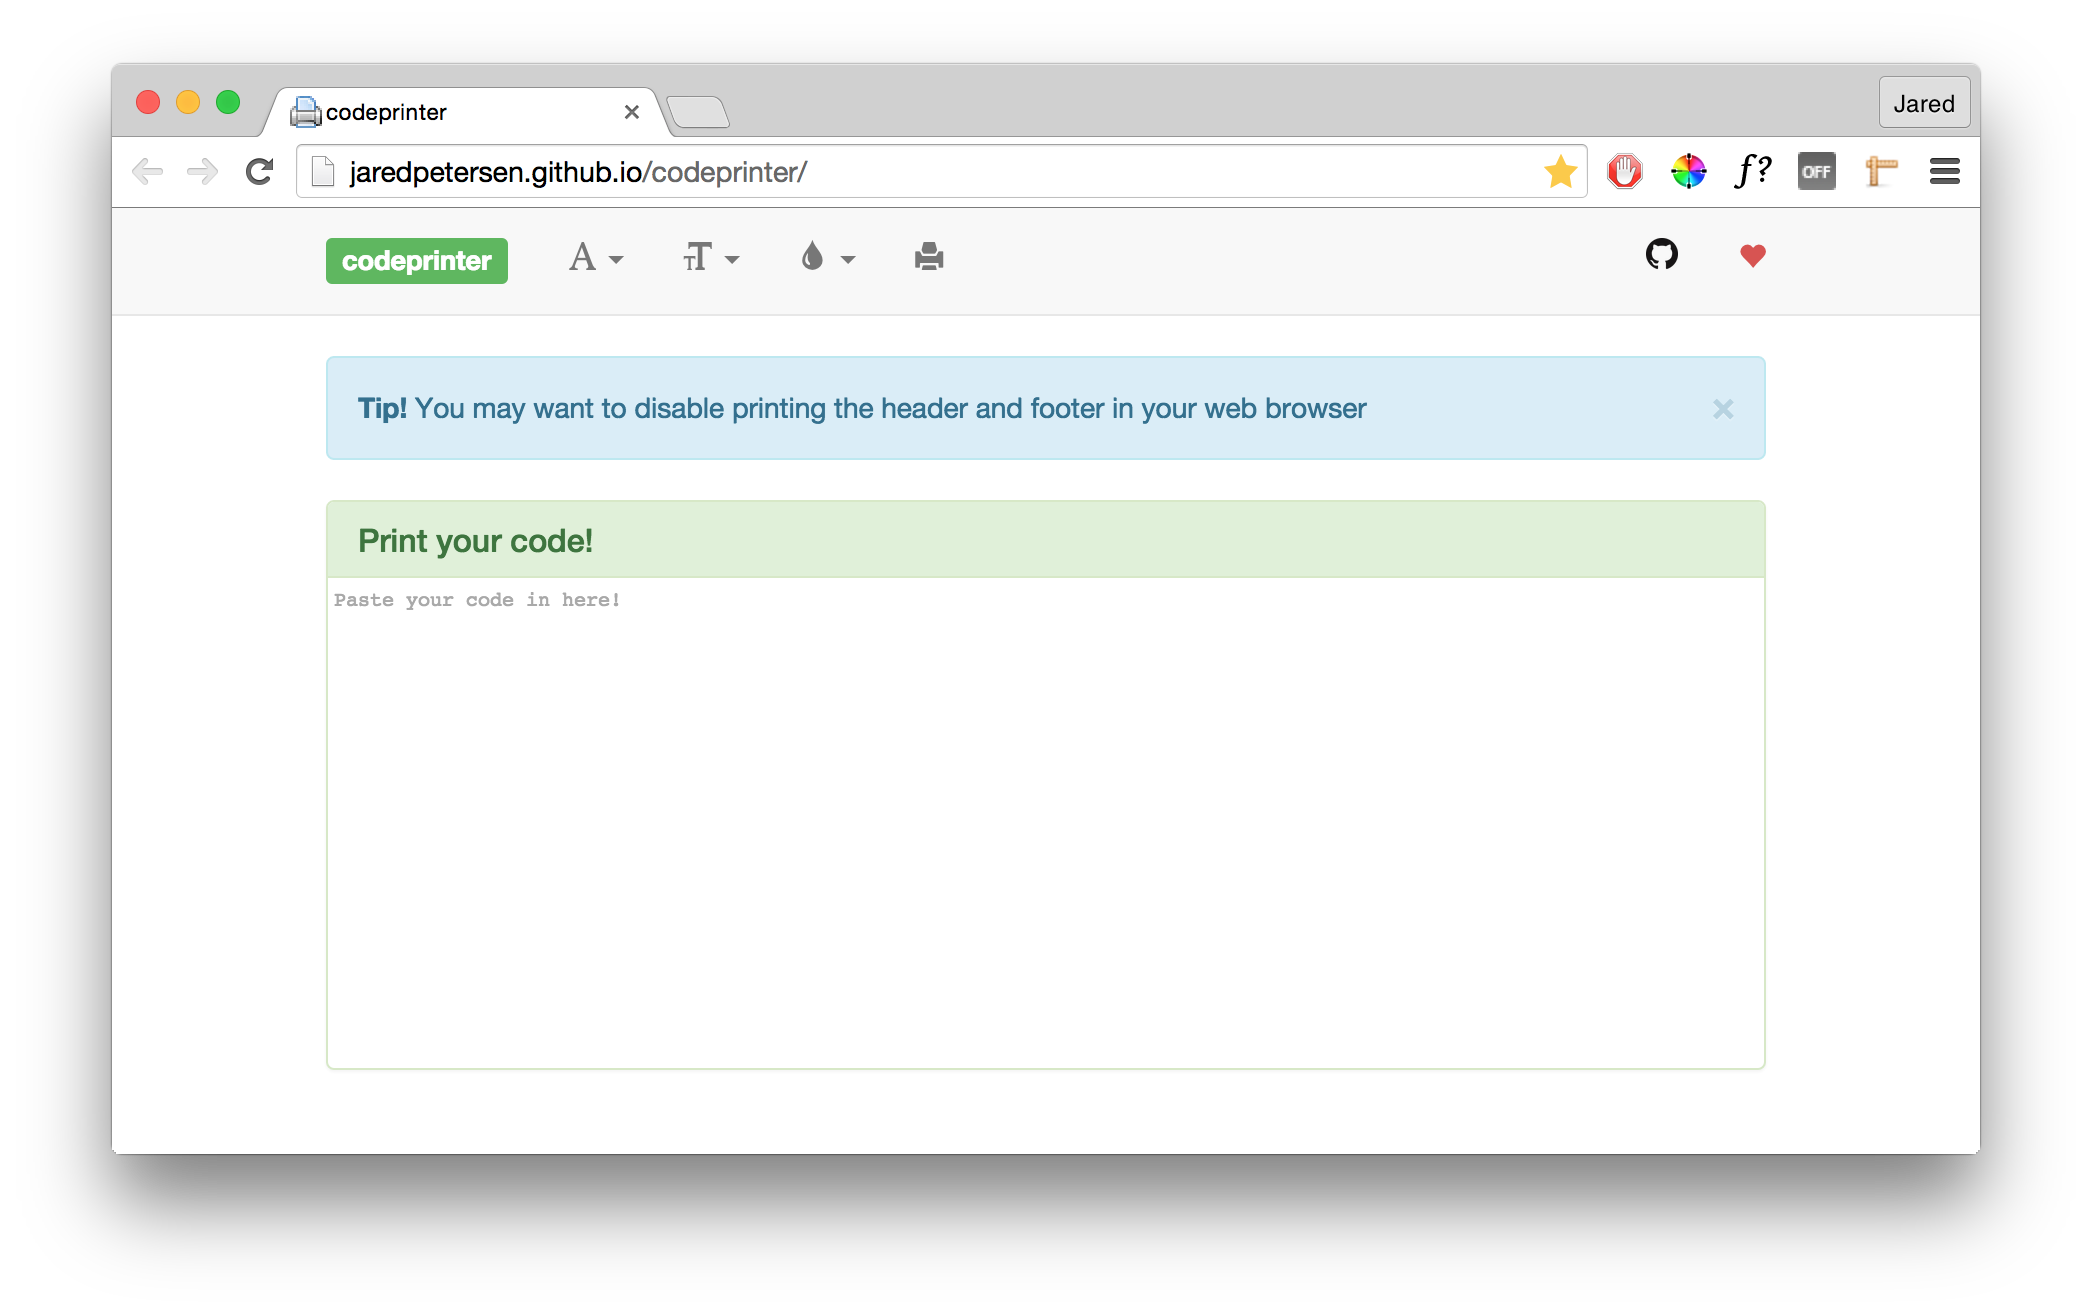 codeprinter
Jared
jaredpetersen.github.io/codeprinter/
f?
OFF
codeprinter
A
TT
Tip! You may want to disable printing the header and footer in your web browser
×
Print your code!
Paste your code in here!